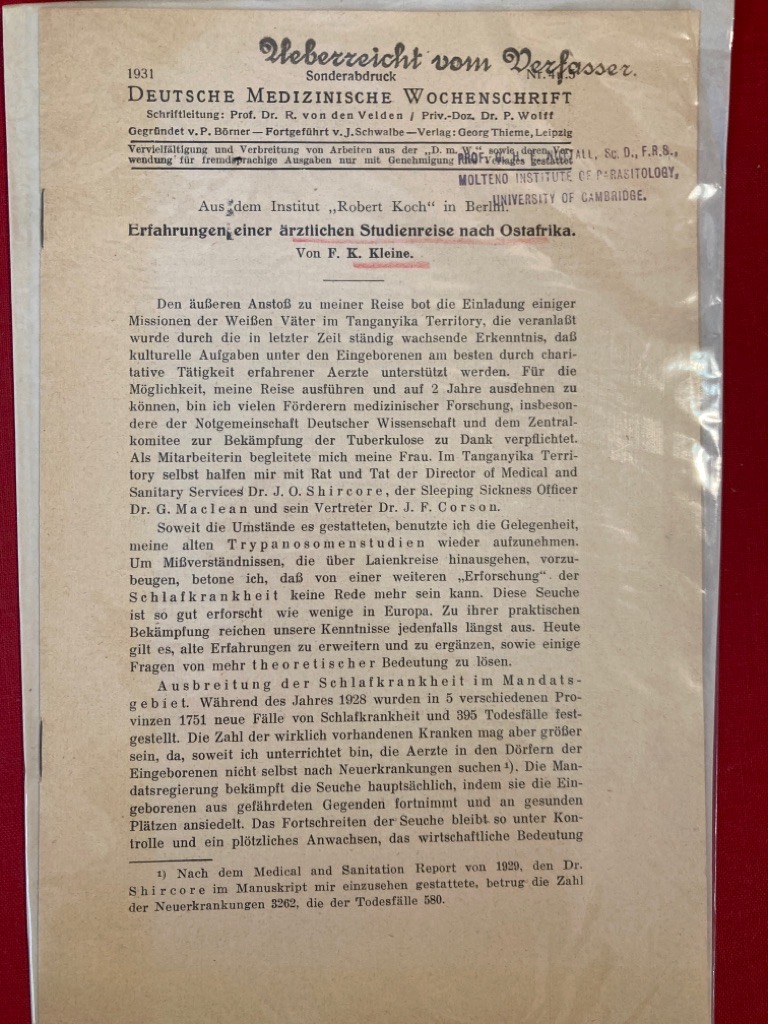 Ueberreicht vom Verfasser.
1931
Sonderabdruck
DEUTSCHE MEDIZINISCHE WOCHENSCHRIFT
Schriftleitung: Prof. Dr. R. von den Velden / Priv.-Doz. Dr. P. Wolff
Gegründet v. P. Börner — Fortgeführt v. J. Schwalbe — Verlag: Georg Thieme, Leipzig
Vervielfältigung und Verbreitung von Arbeiten aus der „D. m. W." sowie deren Ver-
wendung für fremdsprachige Ausgaben nur mit Genehmigung des Verlages gestattet
PROF. NUTTALL, Sc. D., F.R.S.,
MOLTENO INSTITUTE OF PARASITOLOGY,
UNIVERSITY OF CAMBRIDGE.
Aus dem Institut „Robert Koch" in Berlin.
Erfahrungen einer ärztlichen Studienreise nach Ostafrika.
Von F. K. Kleine.
Den äußeren Anstoß zu meiner Reise bot die Einladung einiger
Missionen der Weißen Väter im Tanganyika Territory, die veranlaßt
wurde durch die in letzter Zeit ständig wachsende Erkenntnis, daß
kulturelle Aufgaben unter den Eingeborenen am besten durch chari-
tative Tätigkeit erfahrener Aerzte unterstützt werden. Für die
Möglichkeit, meine Reise ausführen und auf 2 Jahre ausdehnen zu
können, bin ich vielen Förderern medizinischer Forschung, insbeson-
dere der Notgemeinschaft Deutscher Wissenschaft und dem Zentral-
komitee zur Bekämpfung der Tuberkulose zu Dank verpflichtet.
Als Mitarbeiterin begleitete mich meine Frau. Im Tanganyika Terri-
tory selbst halfen mir mit Rat und Tat der Director of Medical and
Sanitary Services Dr. J. O. Shircore, der Sleeping Sickness Officer
Dr. G. Maclean und sein Vertreter Dr. J. F. Corson.
Soweit die Umstände es gestatteten, benutzte ich die Gelegenheit,
meine alten Trypanosomenstudien wieder aufzunehmen.
Um Mißverständnissen, die über Laienkreise hinausgehen, vorzu-
beugen, betone ich, daß von einer weiteren „Erforschung" der
Schlafkrankheit keine Rede mehr sein kann. Diese Seuche
ist so gut erforscht wie wenige in Europa. Zu ihrer praktischen
Bekämpfung reichen unsere Kenntnisse jedenfalls längst aus. Heute
gilt es, alte Erfahrungen zu erweitern und zu ergänzen, sowie einige
Fragen von mehr theoretischer Bedeutung zu lösen.
Ausbreitung der Schlafkrankheit im Mandats-
gebiet. Während des Jahres 1928 wurden in 5 verschiedenen Pro-
vinzen 1751 neue Fälle von Schlafkrankheit und 395 Todesfälle fest-
gestellt. Die Zahl der wirklich vorhandenen Kranken mag aber größer
sein, da, soweit ich unterrichtet bin, die Aerzte in den Dörfern der
Eingeborenen nicht selbst nach Neuerkrankungen suchen ¹). Die Man-
datsregierung bekämpft die Seuche hauptsächlich, indem sie die Ein-
geborenen aus gefährdeten Gegenden fortnimmt und an gesunden
Plätzen ansiedelt. Das Fortschreiten der Seuche bleibt so unter Kon-
trolle und ein plötzliches Anwachsen, das wirtschaftliche Bedeutung
¹) Nach dem Medical and Sanitation Report von 1929, den Dr.
Shircore im Manuskript mir einzusehen gestattete, betrug die Zahl
der Neuerkrankungen 3262, die der Todesfälle 580.